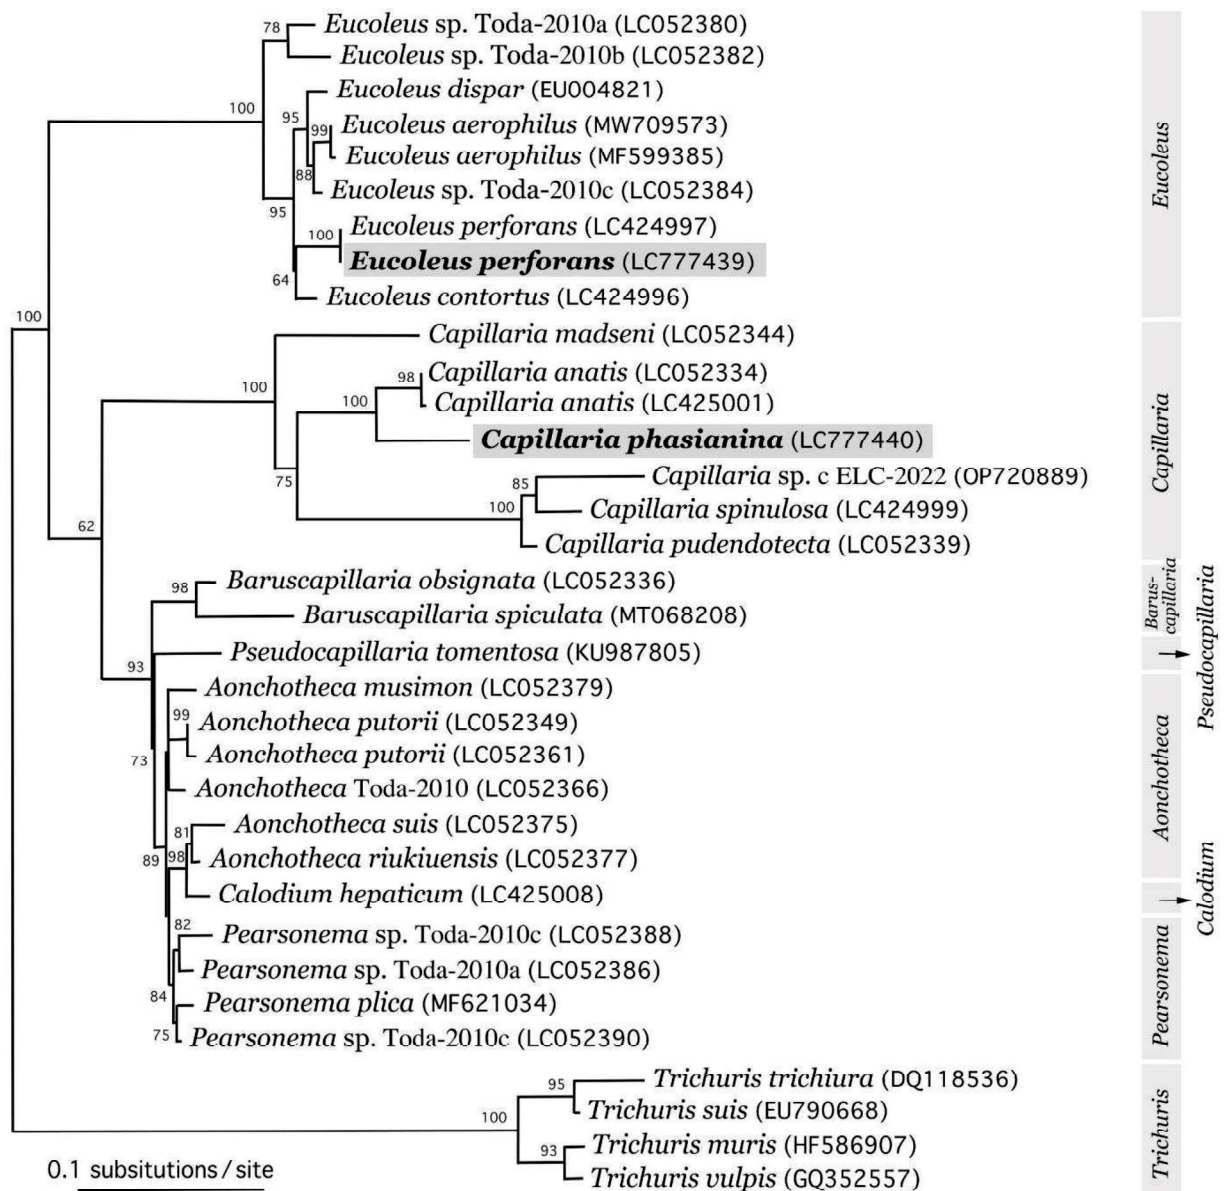 78
Eucoleus sp. Toda-2010a (LC052380)
Eucoleus sp. Toda-2010b (LC052382)
100
95
Eucoleus dispar (EU004821)
99
Eucoleus aerophilus (MW709573)
Eucoleus aerophilus (MF599385)
88
Eucoleus sp. Toda-2010c (LC052384)
95
Eucoleus perforans (LC424997)
100
Eucoleus perforans (LC777439)
64
Eucoleus contortus (LC424996)
Eucoleus
100
Capillaria madseni (LC052344)
100
98
Capillaria anatis (LC052334)
100
Capillaria anatis (LC425001)
Capillaria phasianina (LC777440)
75
85
Capillaria sp. c ELC-2022 (OP720889)
100
Capillaria spinulosa (LC424999)
Capillaria pudendotecta (LC052339)
Capillaria
62
98
Baruscapillaria obsignata (LC052336)
Baruscapillaria spiculata (MT068208)
Barus-
capillaria
93
Pseudocapillaria tomentosa (KU987805)
Pseudocapillaria
Aonchotheca musimon (LC052379)
99
Aonchotheca putorii (LC052349)
73
Aonchotheca putorii (LC052361)
Aonchotheca Toda-2010 (LC052366)
81
Aonchotheca suis (LC052375)
89
98
Aonchotheca riukiuensis (LC052377)
Aonchotheca
Calodium hepaticum (LC425008)
Calodium
82
Pearsonema sp. Toda-2010c (LC052388)
Pearsonema sp. Toda-2010a (LC052386)
84
Pearsonema plica (MF621034)
75
Pearsonema sp. Toda-2010c (LC052390)
Pearsonema
95
Trichuris trichiura (DQ118536)
100
Trichuris suis (EU790668)
93
Trichuris muris (HF586907)
Trichuris vulpis (GQ352557)
Trichuris
0.1 subsitutions / site